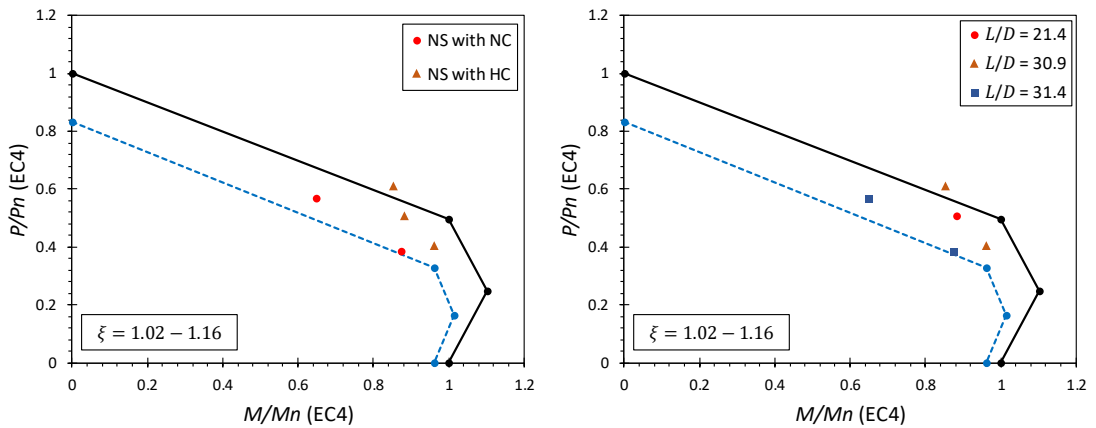 1.2
1
0.8
0.6
0.4
0.2
0
P/Pn (EC4)
NS with NC
NS with HC
ξ = 1.02 − 1.16
0 0.2 0.4 0.6 0.8 1 1.2
M/Mn (EC4)
1.2
1
0.8
0.6
0.4
0.2
0
P/Pn (EC4)
L/D = 21.4
L/D = 30.9
L/D = 31.4
ξ = 1.02 − 1.16
0 0.2 0.4 0.6 0.8 1 1.2
M/Mn (EC4)